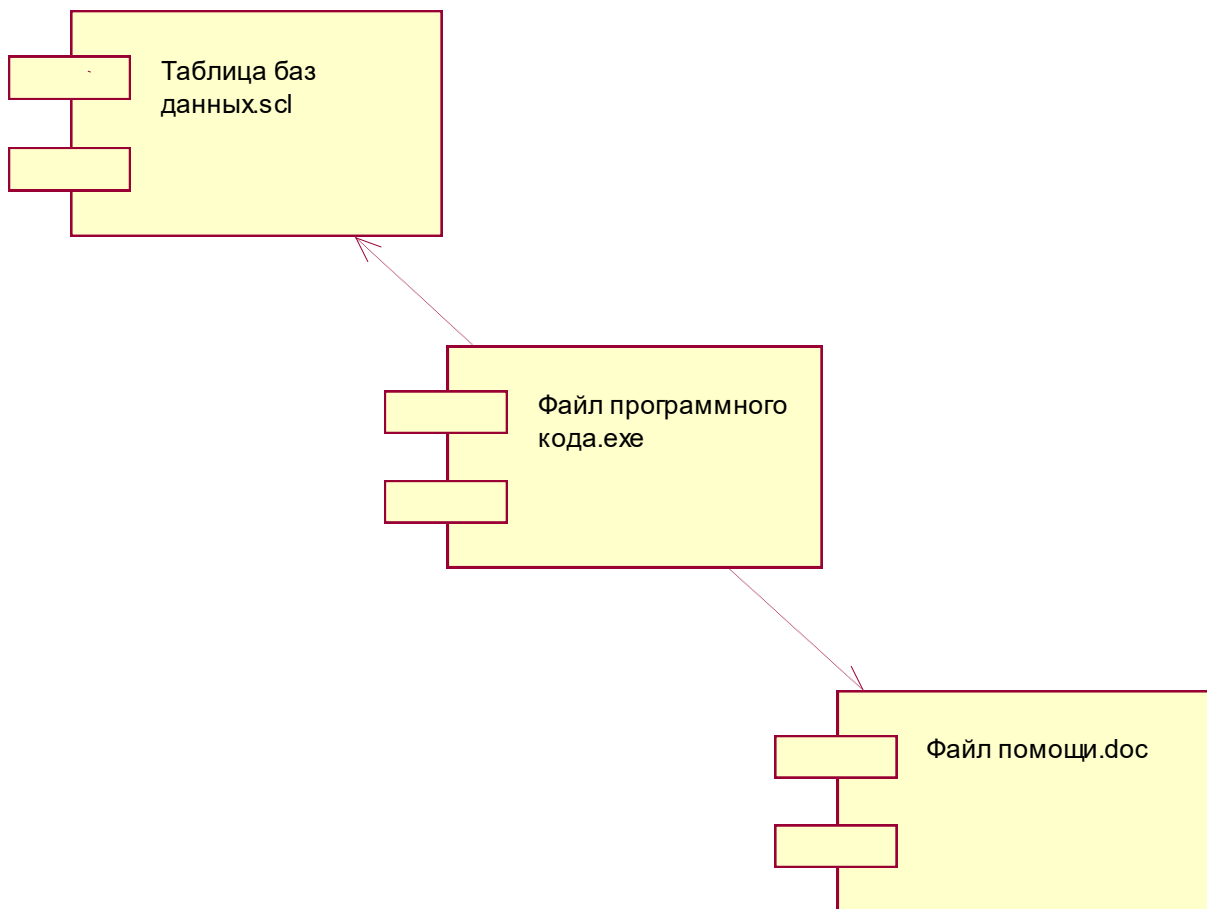 Таблица баз
данных.scl
Файл программного
кода.exe
Файл помощи.doc